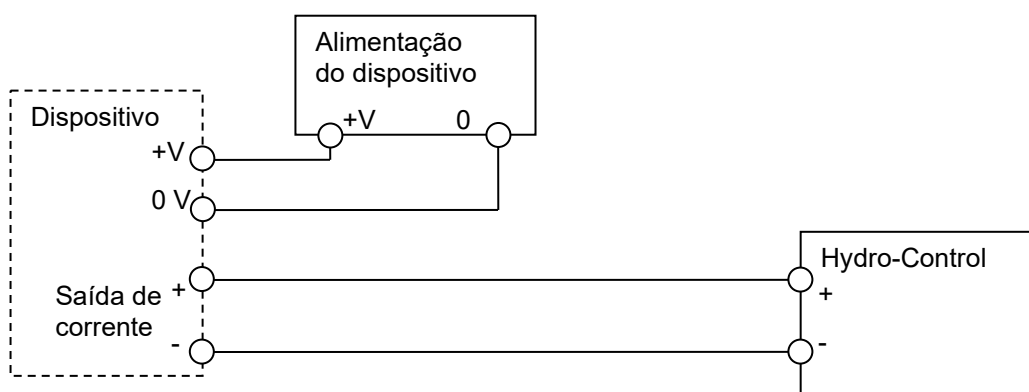 Alimentação
do dispositivo
+V 0
Dispositivo
+V
0 V
Hydro-Control
Saída de
corrente
+
-
+
-